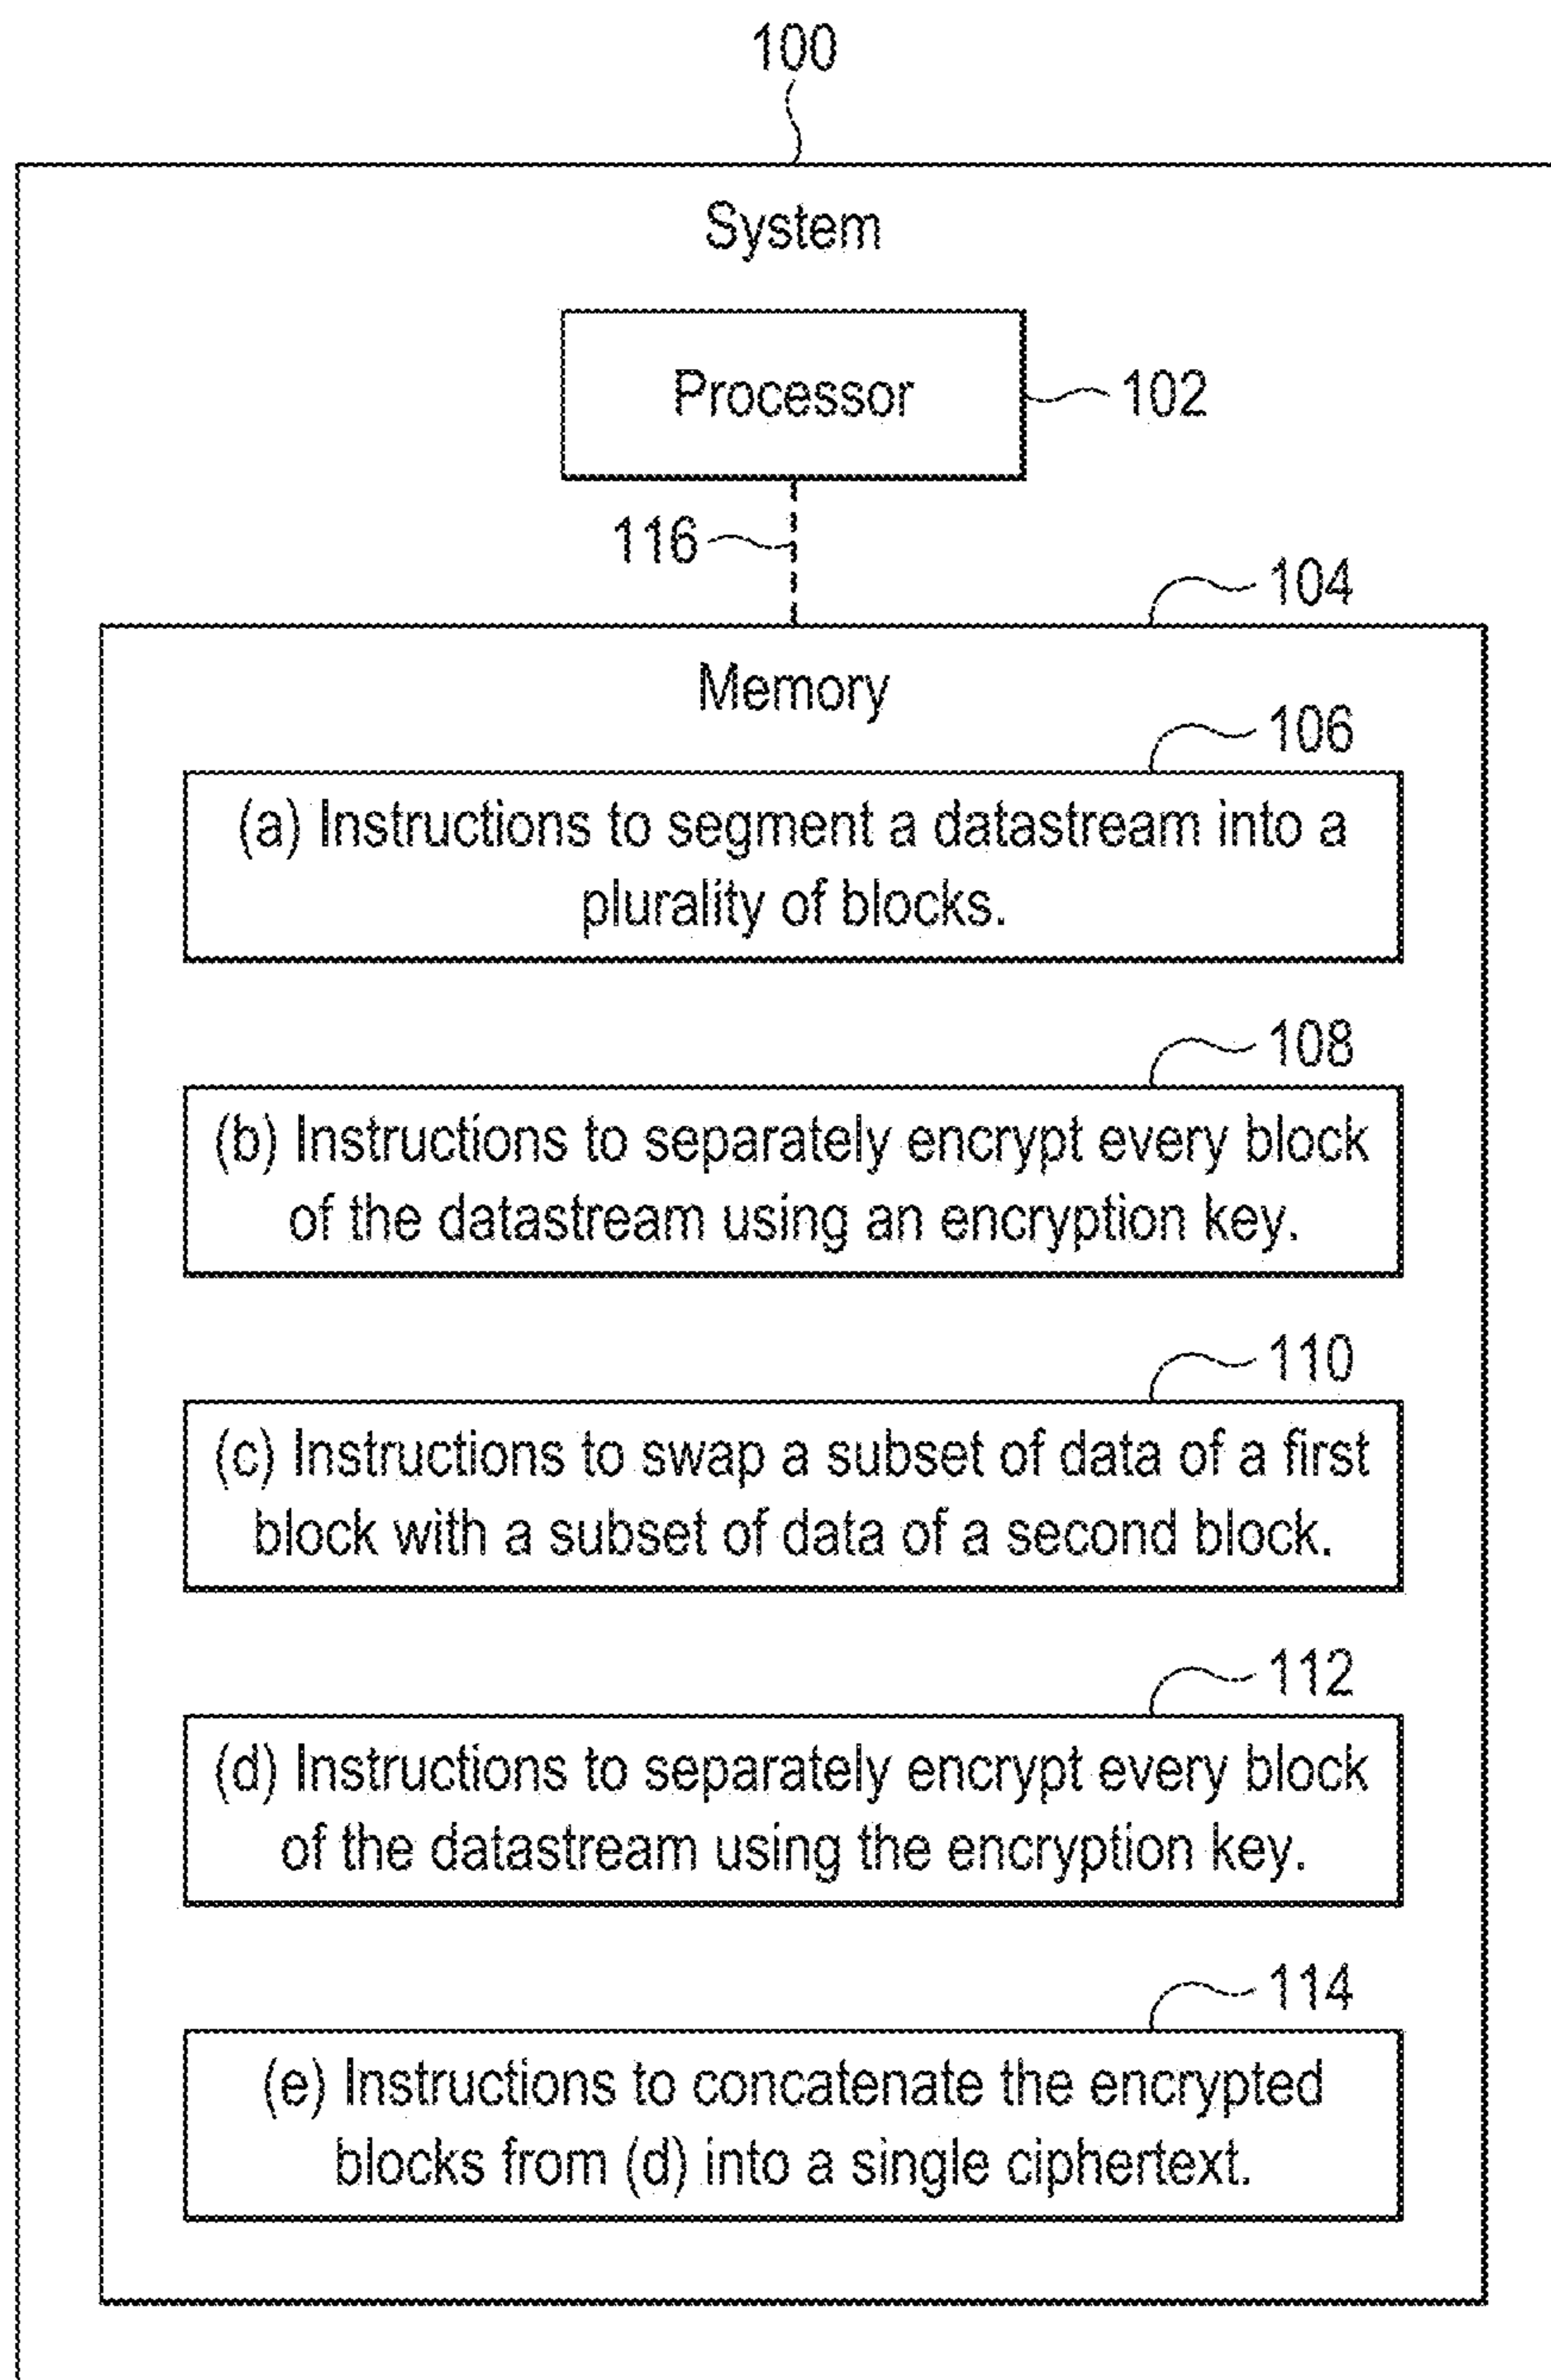 100
System
Processor
102
116
104
Memory
106
(a) Instructions to segment a datastream into a
plurality of blocks.
108
(b) Instructions to separately encrypt every block
of the datastream using an encryption key.
110
(c) Instructions to swap a subset of data of a first
block with a subset of data of a second block.
112
(d) Instructions to separately encrypt every block
of the datastream using the encryption key.
114
(e) Instructions to concatenate the encrypted
blocks from (d) into a single ciphertext.